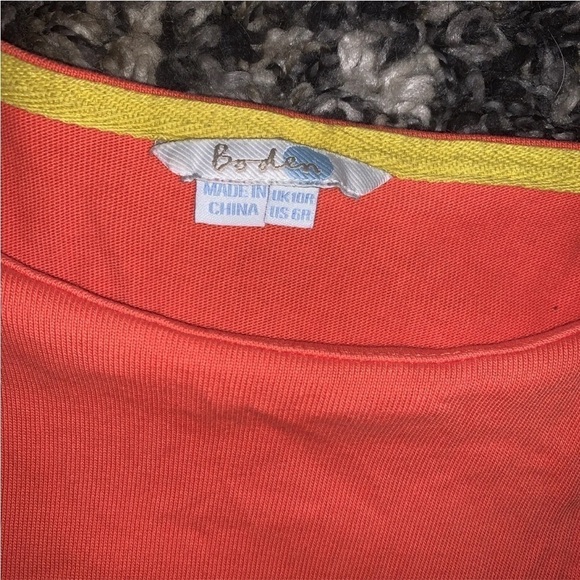 Boden
MADE IN
CHINA
UK10R
US 6R